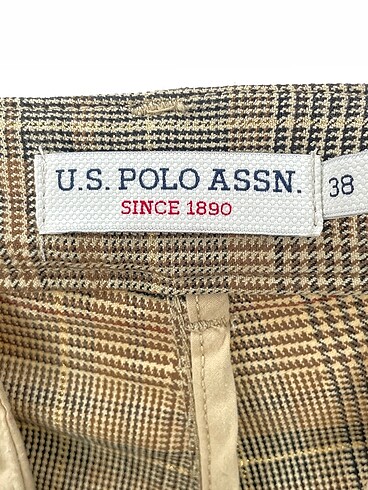 U.S. POLO ASSN.
SINCE 1890
38